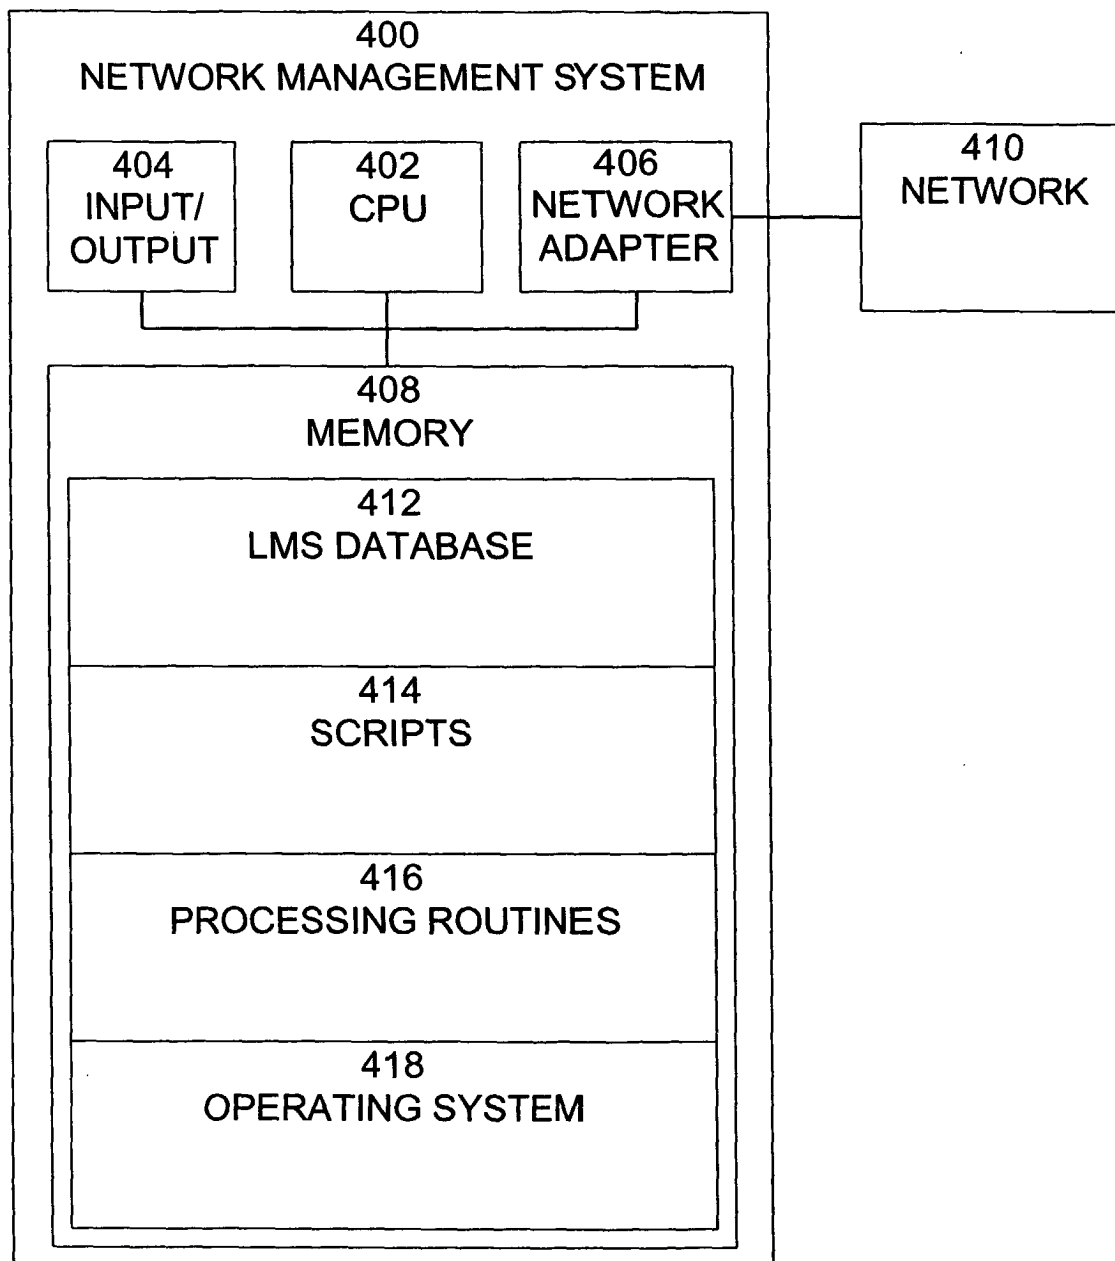 400
NETWORK MANAGEMENT SYSTEM
404
INPUT/
OUTPUT
402
CPU
406
NETWORK
ADAPTER
410
NETWORK
408
MEMORY
412
LMS DATABASE
414
SCRIPTS
416
PROCESSING ROUTINES
418
OPERATING SYSTEM